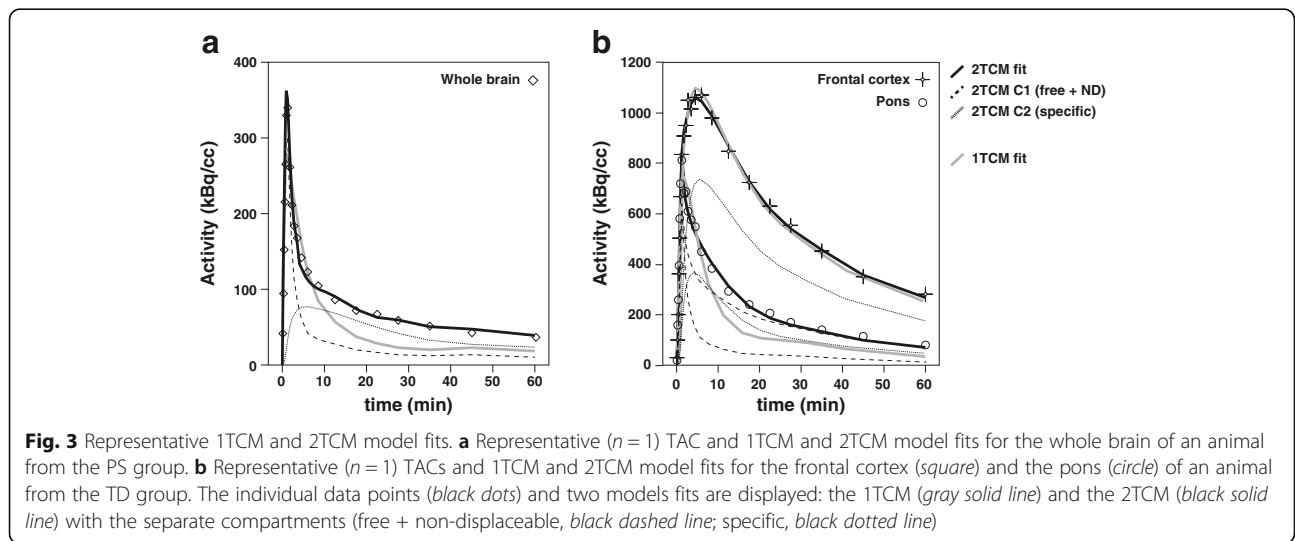 a
400
300
200
100
0
Activity (kBq/cc)
Whole brain
0 10 20 30 40 50 60
time (min)
b
1200
1000
800
600
400
200
0
Activity (kBq/cc)
Frontal cortex
Pons
0 10 20 30 40 50 60
time (min)
2TCM fit
2TCM C1 (free + ND)
2TCM C2 (specific)
1TCM fit
Fig. 3 Representative 1TCM and 2TCM model fits. a Representative (n = 1) TAC and 1TCM and 2TCM model fits for the whole brain of an animal
from the PS group. b Representative (n = 1) TACs and 1TCM and 2TCM model fits for the frontal cortex (square) and the pons (circle) of an animal
from the TD group. The individual data points (black dots) and two models fits are displayed: the 1TCM (gray solid line) and the 2TCM (black solid
line) with the separate compartments (free + non-displaceable, black dashed line; specific, black dotted line)